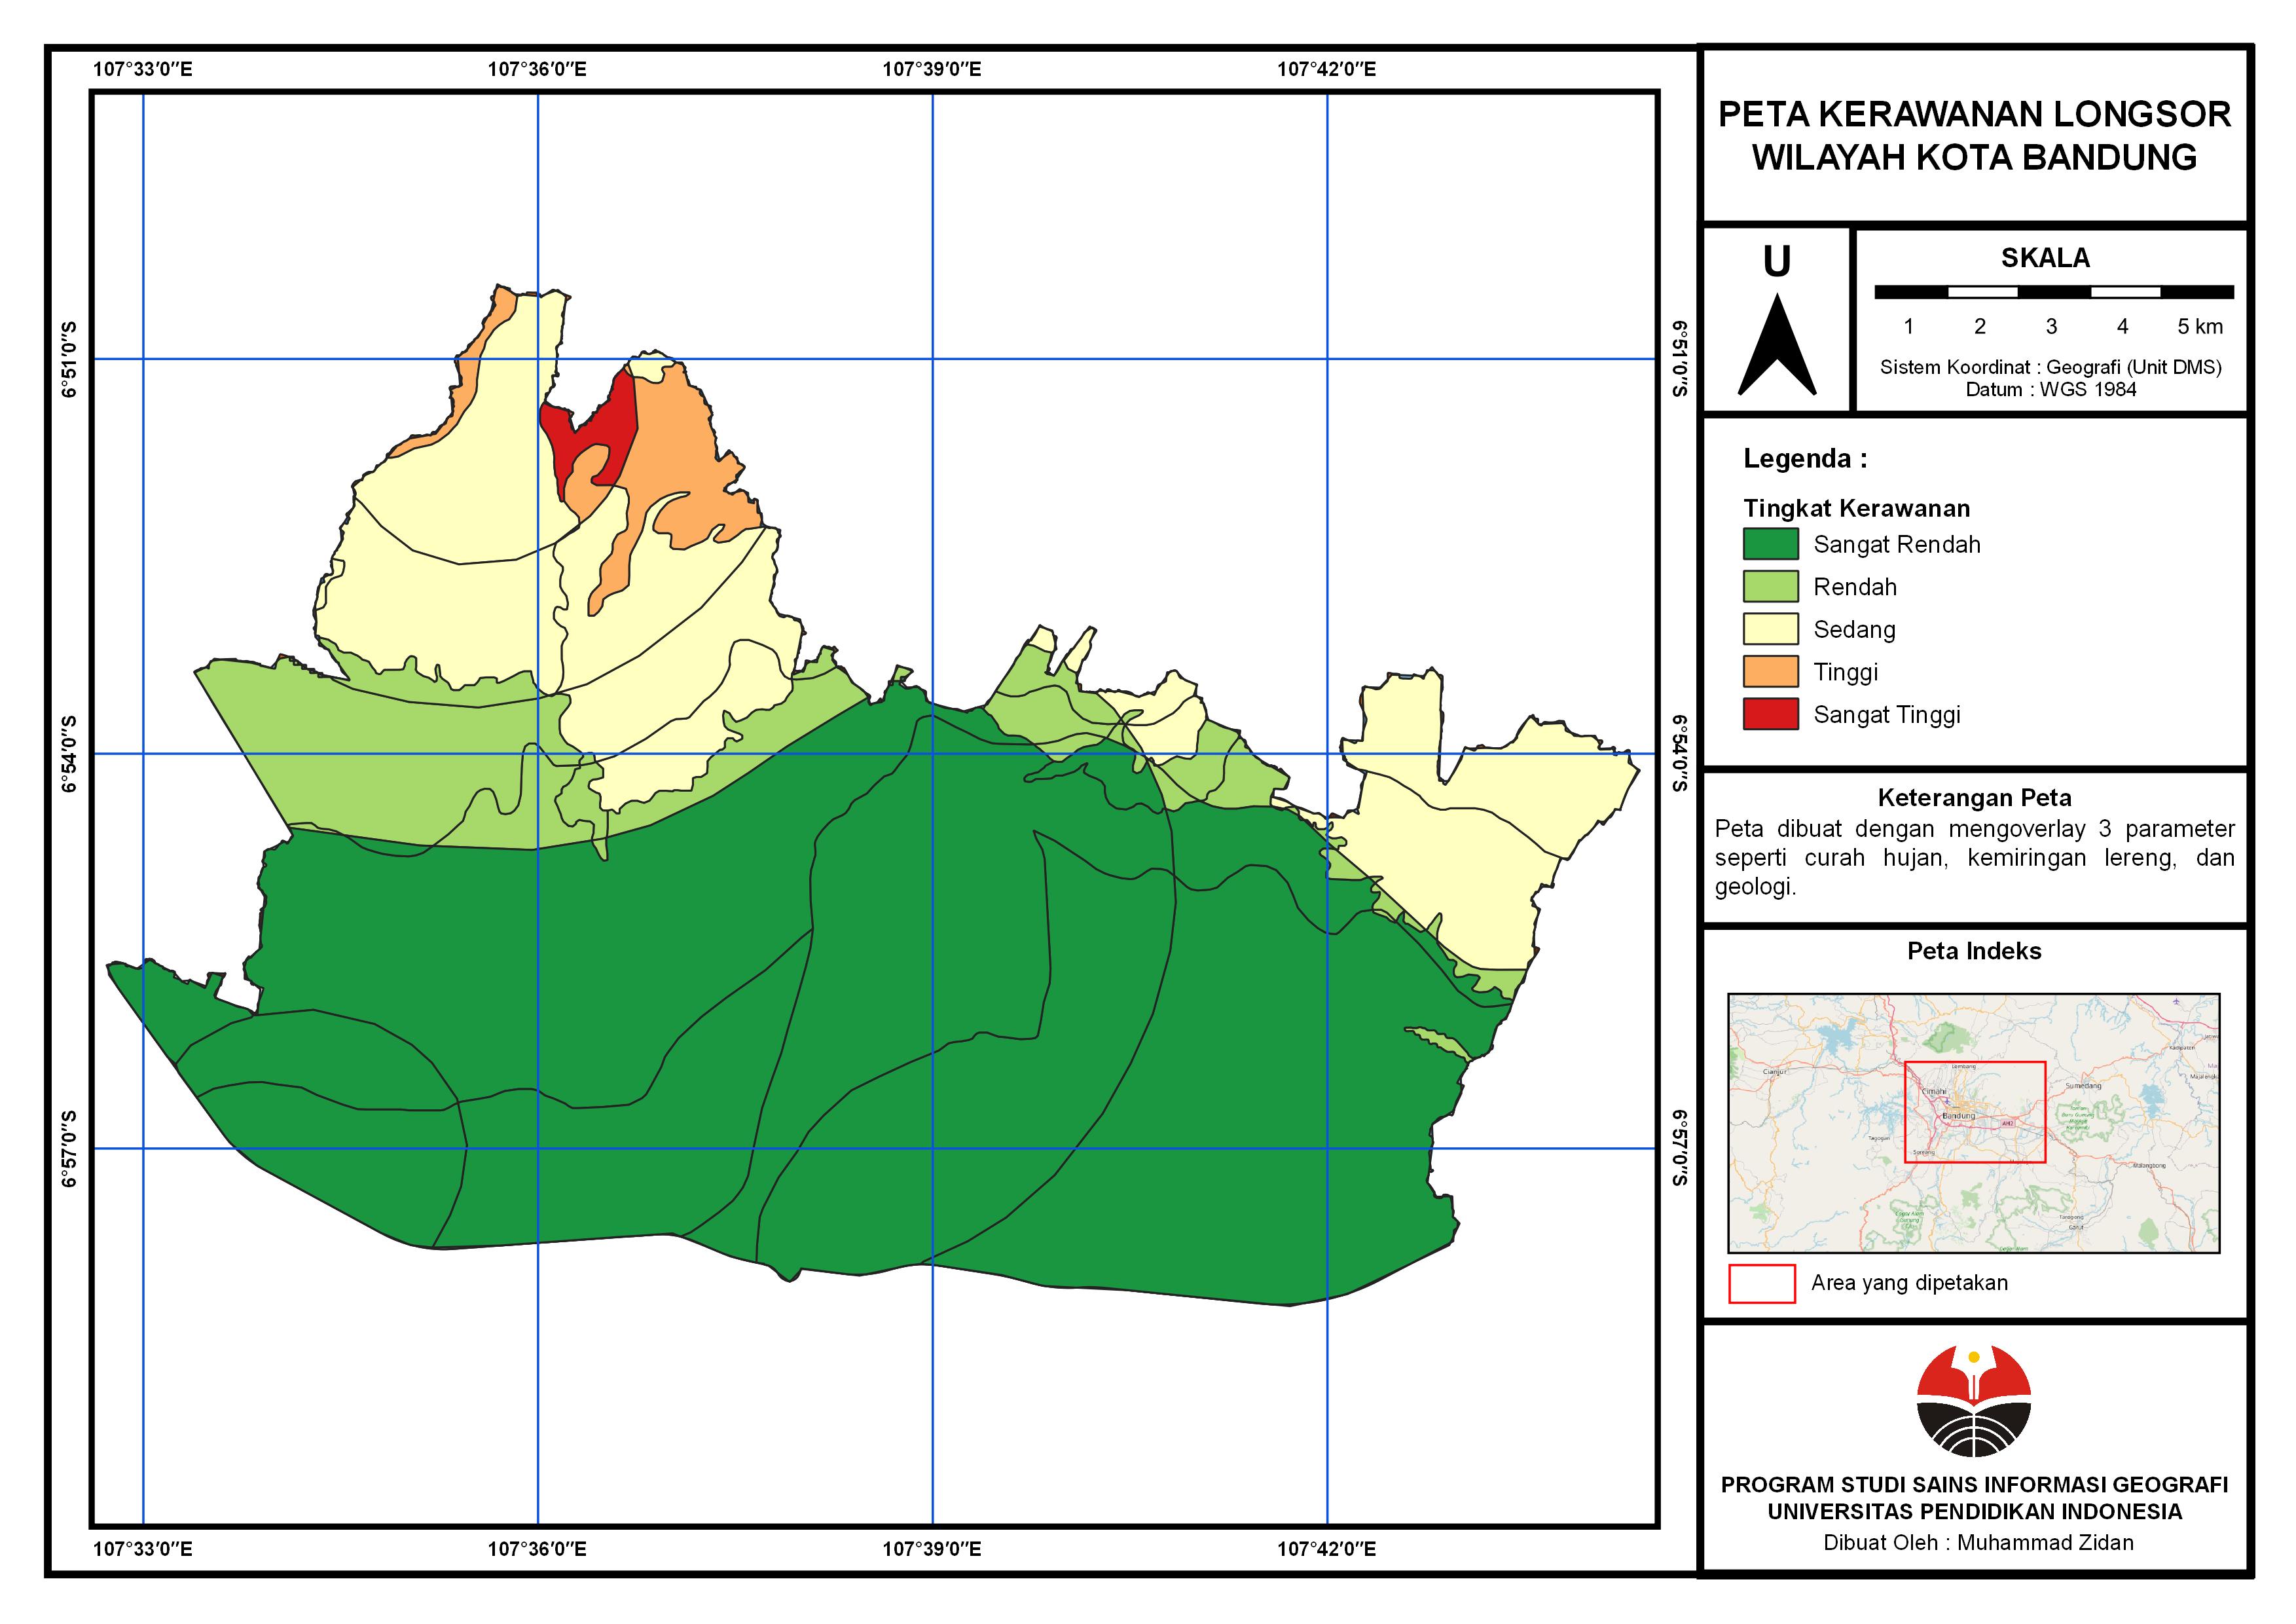 107°33′0″E 107°36′0″E 107°39′0″E 107°42′0″E
6°51′0″S 6°51′0″S
6°54′0″S 6°54′0″S
6°57′0″S 6°57′0″S
107°33′0″E 107°36′0″E 107°39′0″E 107°42′0″E
PETA KERAWANAN LONGSOR
WILAYAH KOTA BANDUNG
U
SKALA
1 2 3 4 5 km
Sistem Koordinat : Geografi (Unit DMS)
Datum : WGS 1984
Legenda :
Tingkat Kerawanan
Sangat Rendah
Rendah
Sedang
Tinggi
Sangat Tinggi
Keterangan Peta
Peta dibuat dengan mengoverlay 3 parameter
seperti curah hujan, kemiringan lereng, dan
geologi.
Peta Indeks
Cianjur
Lembang
Cimahi
Bandung
AH2
Soreang
Sumedang
Malangbong
Garut
Area yang dipetakan
PROGRAM STUDI SAINS INFORMASI GEOGRAFI
UNIVERSITAS PENDIDIKAN INDONESIA
Dibuat Oleh : Muhammad Zidan